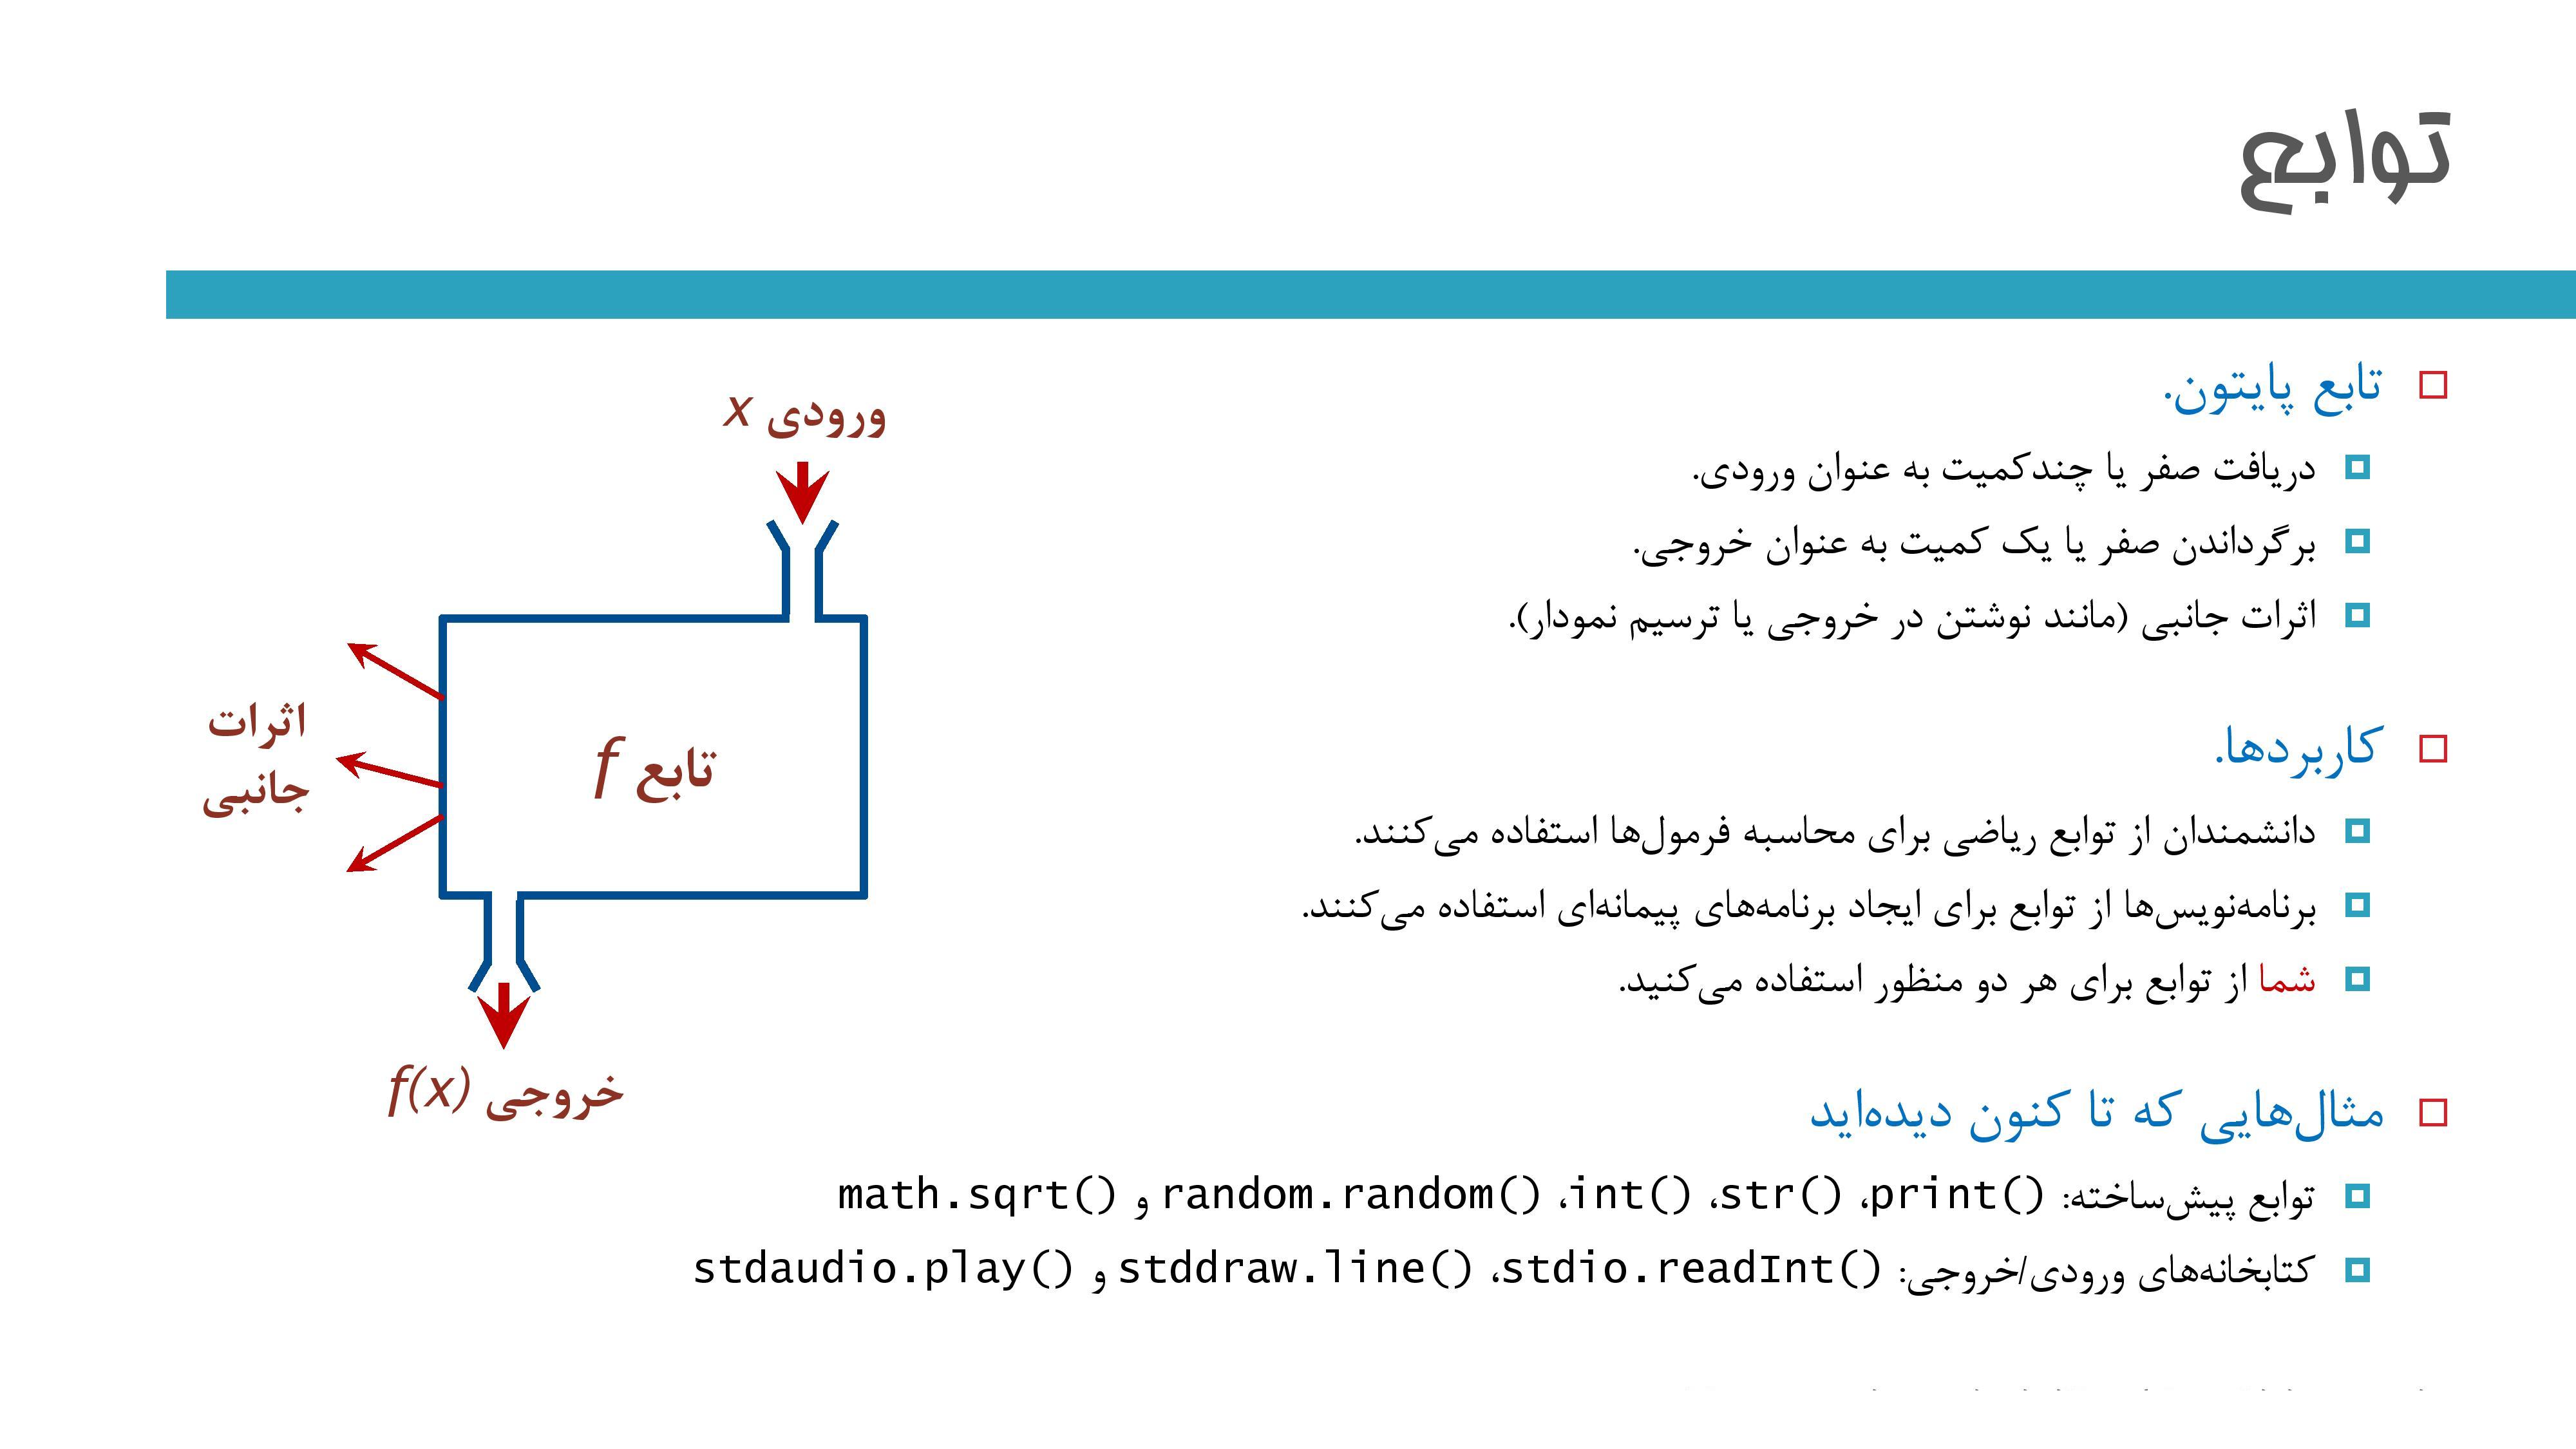 توابع
تابع پایتون.
دریافت صفر یا چندکمیت به عنوان ورودی.
برگرداندن صفر یا یک کمیت به عنوان خروجی.
اثرات جانبی (مانند نوشتن در خروجی یا ترسیم نمودار).
کاربردها.
دانشمندان از توابع ریاضی برای محاسبه فرمول‌ها استفاده می‌کنند.
برنامه‌نویس‌ها از توابع برای ایجاد برنامه‌های پیمانه‌ای استفاده می‌کنند.
شما از توابع برای هر دو منظور استفاده می‌کنید.
مثال‌هایی که تا کنون دیده‌اید
توابع پیش‌ساخته: print()، str()، int()، random.random() و math.sqrt()
کتابخانه‌های ورودی/خروجی: stdio.readInt()، stddraw.line() و stdaudio.play()
ورودی x
تابع f
اثرات
جانبی
خروجی f(x)